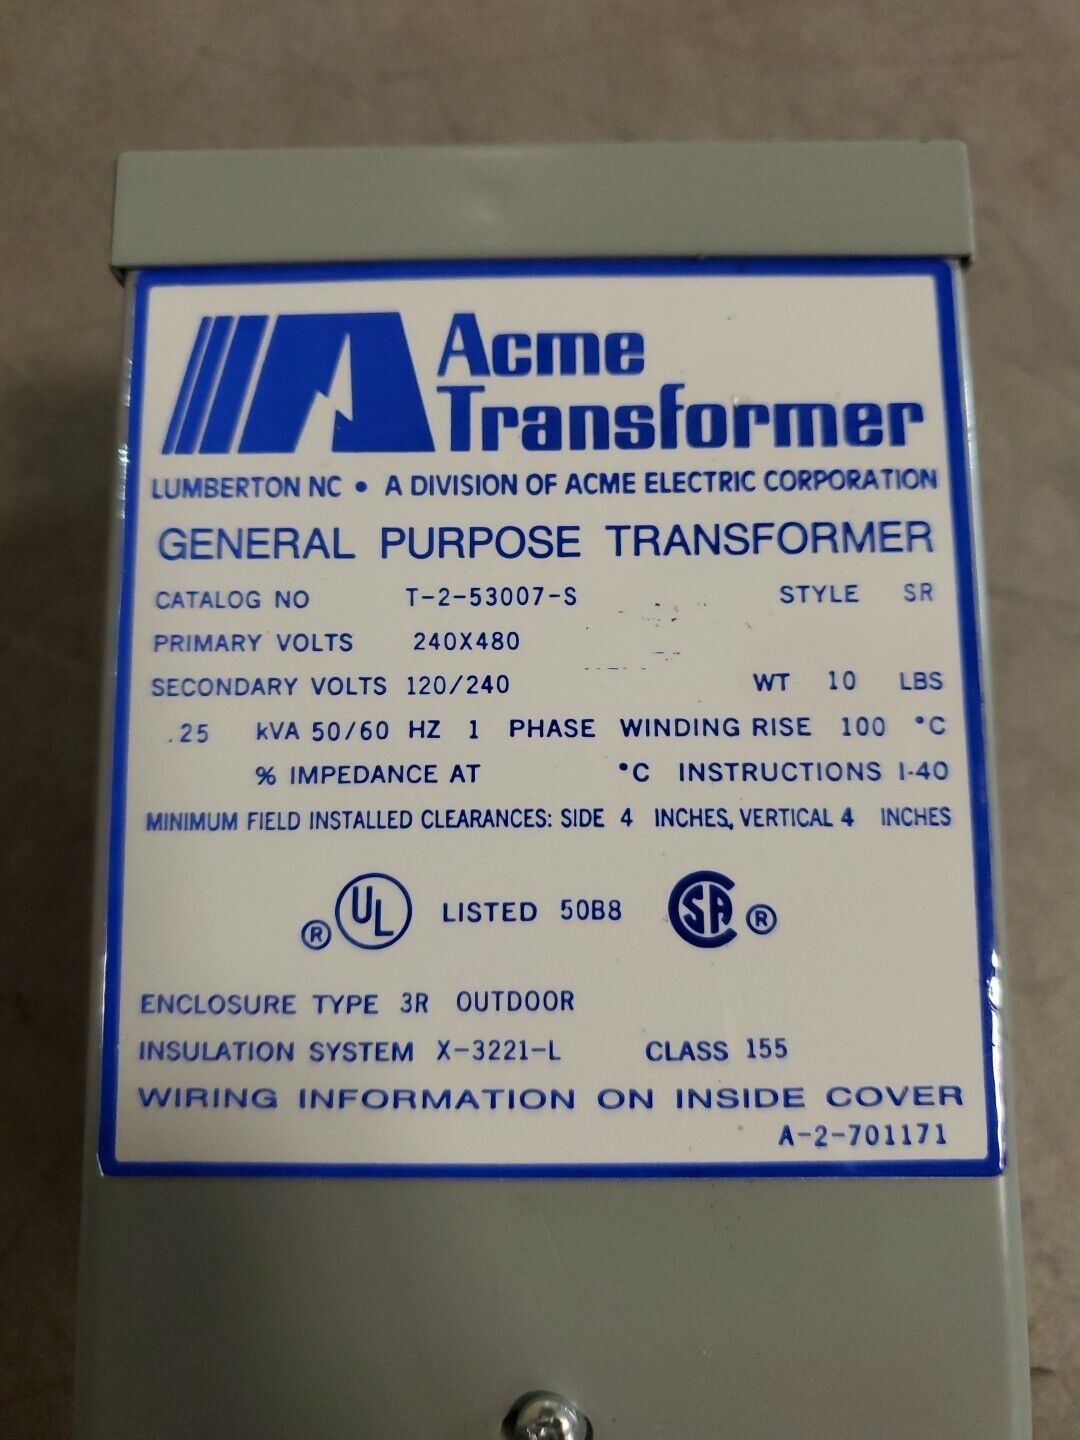 Acme
Transformer
LUMBERTON NC • A DIVISION OF ACME ELECTRIC CORPORATION
GENERAL PURPOSE TRANSFORMER
CATALOG NO T-2-53007-S STYLE SR
PRIMARY VOLTS 240X480
SECONDARY VOLTS 120/240 WT 10 LBS
.25 kVA 50/60 HZ 1 PHASE WINDING RISE 100 °C
% IMPEDANCE AT °C INSTRUCTIONS I-40
MINIMUM FIELD INSTALLED CLEARANCES: SIDE 4 INCHES, VERTICAL 4 INCHES
® UL LISTED 50B8 CSA ®
ENCLOSURE TYPE 3R OUTDOOR
INSULATION SYSTEM X-3221-L CLASS 155
WIRING INFORMATION ON INSIDE COVER
A-2-701171